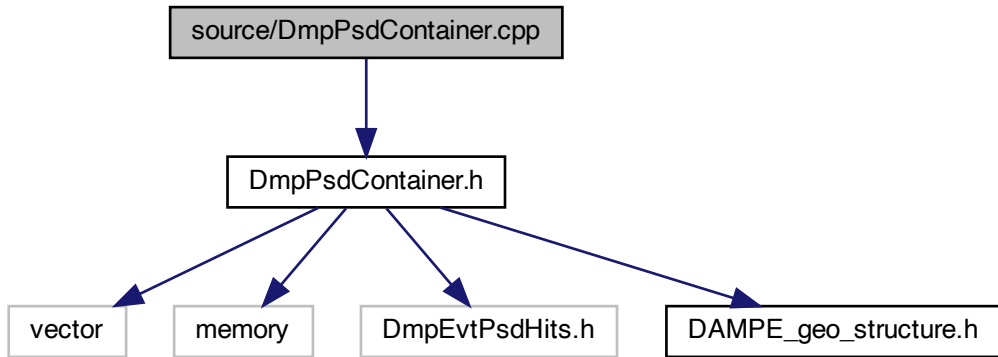 source/DmpPsdContainer.cpp
DmpPsdContainer.h
vector
memory
DmpEvtPsdHits.h
DAMPE_geo_structure.h